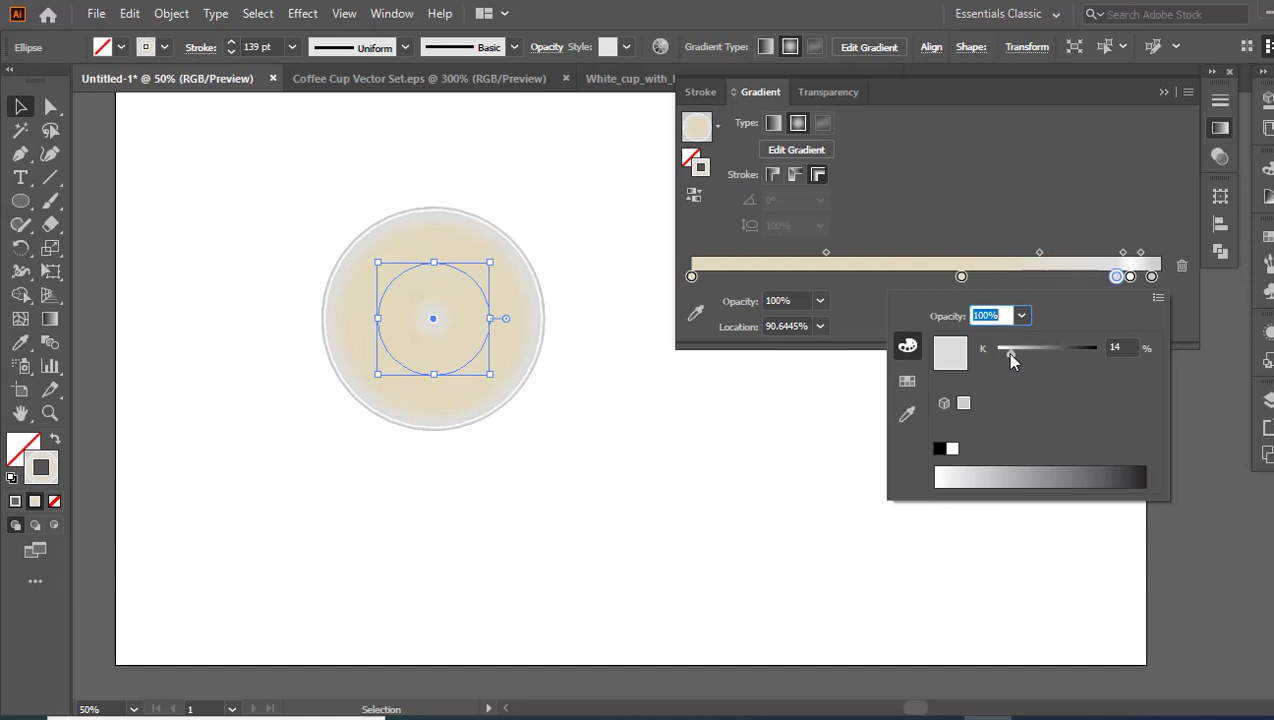 Ai File Edit Object Type Select Effect View Window Help Essentials Classic Search Adobe Stock
Ellipse Stroke: 139 pt Uniform Basic Opacity Style: Gradient Type: Edit Gradient Align Shape: Transform
Untitled-1* @ 50% (RGB/Preview) × Coffee Cup Vector Set.eps @ 300% (RGB/Preview) × White_cup_with_
Stroke Gradient Transparency
Type:
Edit Gradient
Stroke:
0°
100%
Opacity: 100%
Location: 90.6445%
Opacity: 100%
K 14 %
50% 1 Selection